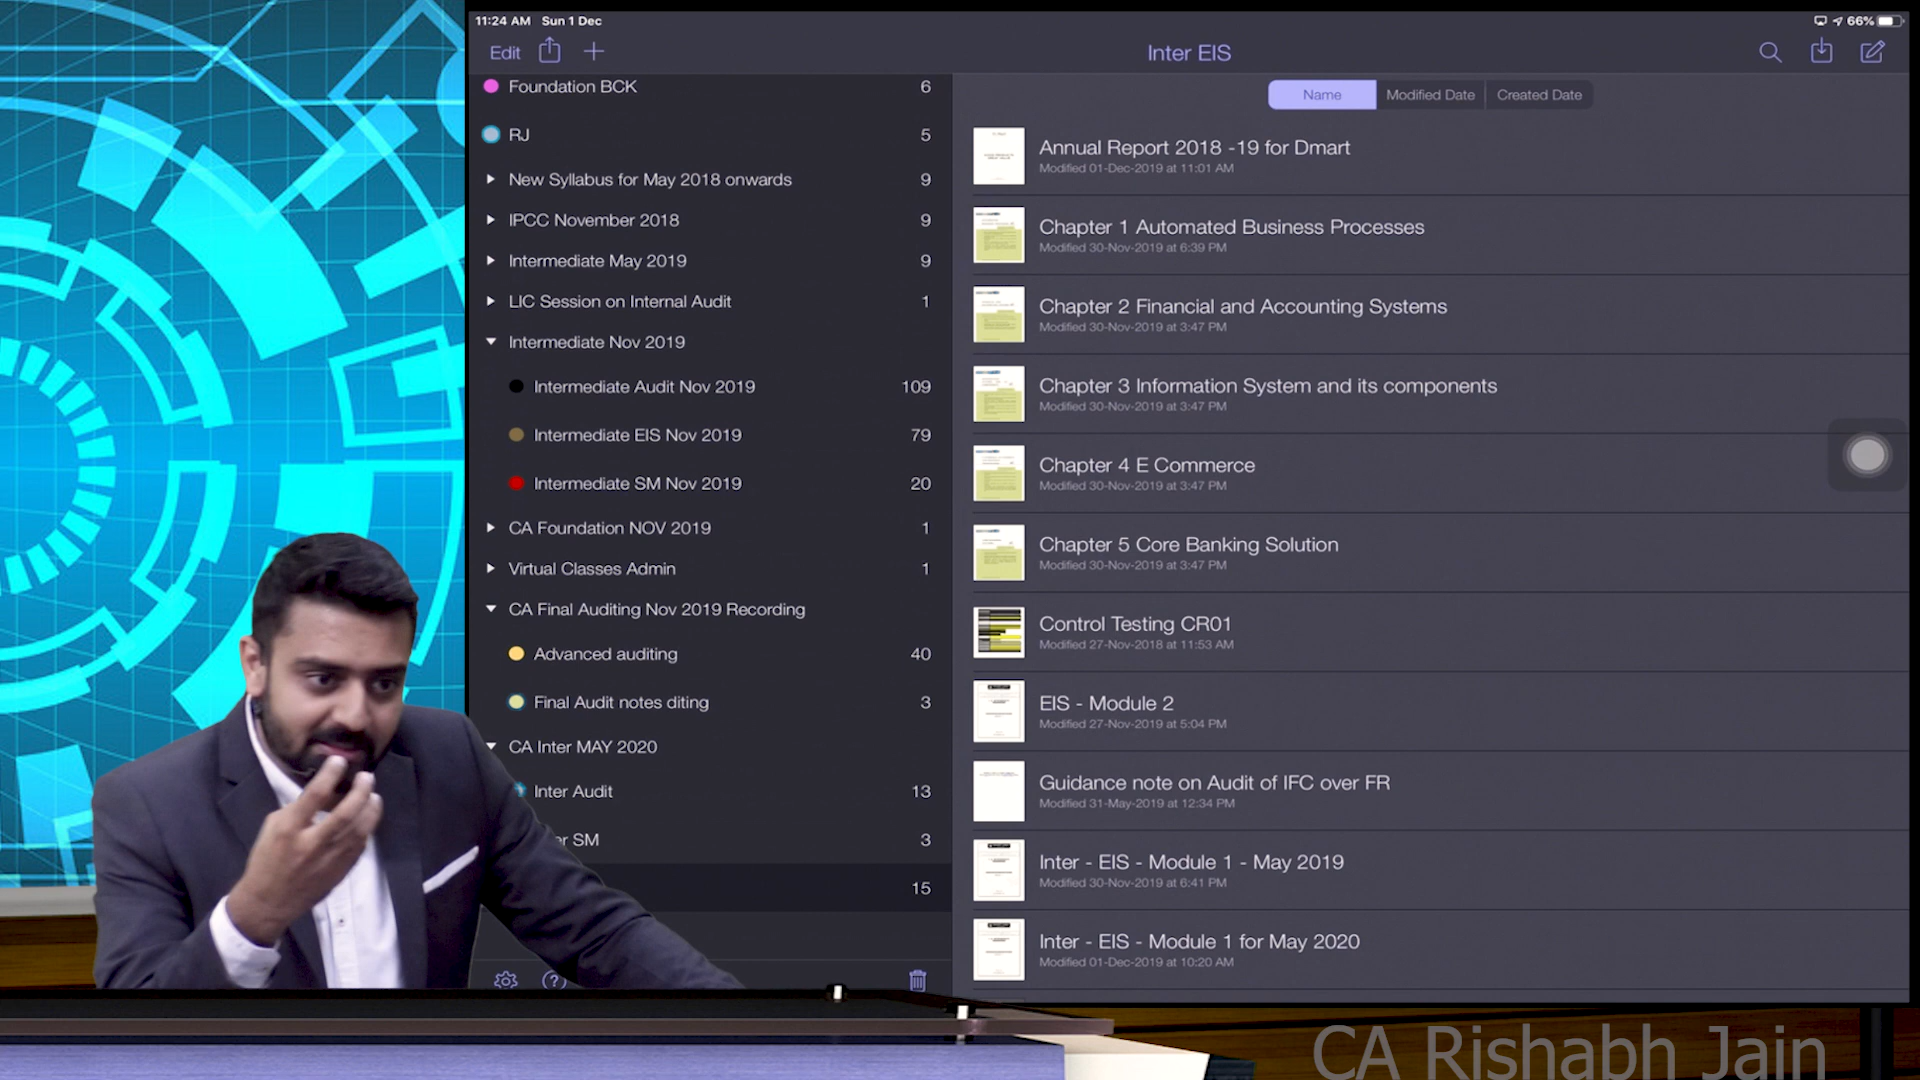 11:24 AM Sun 1 Dec
66%
Edit
Inter EIS
Foundation BCK 6
RJ 5
New Syllabus for May 2018 onwards 9
IPCC November 2018 9
Intermediate May 2019 9
LIC Session on Internal Audit 1
Intermediate Nov 2019
Intermediate Audit Nov 2019 109
Intermediate EIS Nov 2019 79
Intermediate SM Nov 2019 20
CA Foundation NOV 2019 1
Virtual Classes Admin 1
CA Final Auditing Nov 2019 Recording
Advanced auditing 40
Final Audit notes diting 3
CA Inter MAY 2020
Inter Audit 13
er SM 3
15
Name Modified Date Created Date
Annual Report 2018 -19 for Dmart
Modified 01-Dec-2019 at 11:01 AM
Chapter 1 Automated Business Processes
Modified 30-Nov-2019 at 6:39 PM
Chapter 2 Financial and Accounting Systems
Modified 30-Nov-2019 at 3:47 PM
Chapter 3 Information System and its components
Modified 30-Nov-2019 at 3:47 PM
Chapter 4 E Commerce
Modified 30-Nov-2019 at 3:47 PM
Chapter 5 Core Banking Solution
Modified 30-Nov-2019 at 3:47 PM
Control Testing CR01
Modified 27-Nov-2018 at 11:53 AM
EIS - Module 2
Modified 27-Nov-2019 at 5:04 PM
Guidance note on Audit of IFC over FR
Modified 31-May-2019 at 12:34 PM
Inter - EIS - Module 1 - May 2019
Modified 30-Nov-2019 at 6:41 PM
Inter - EIS - Module 1 for May 2020
Modified 01-Dec-2019 at 10:20 AM
CA Rishabh Jain